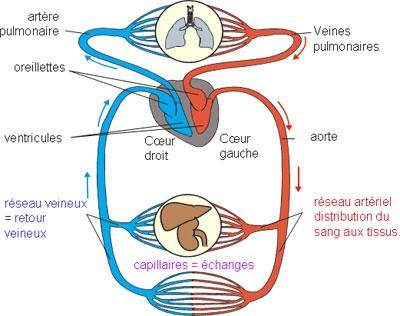 artère
pulmonaire
Veines
pulmonaires
oreillettes
ventricules
Cœur
droit
Cœur
gauche
aorte
réseau veineux
= retour
veineux
réseau artériel
distribution du
sang aux tissus.
capillaires = échanges